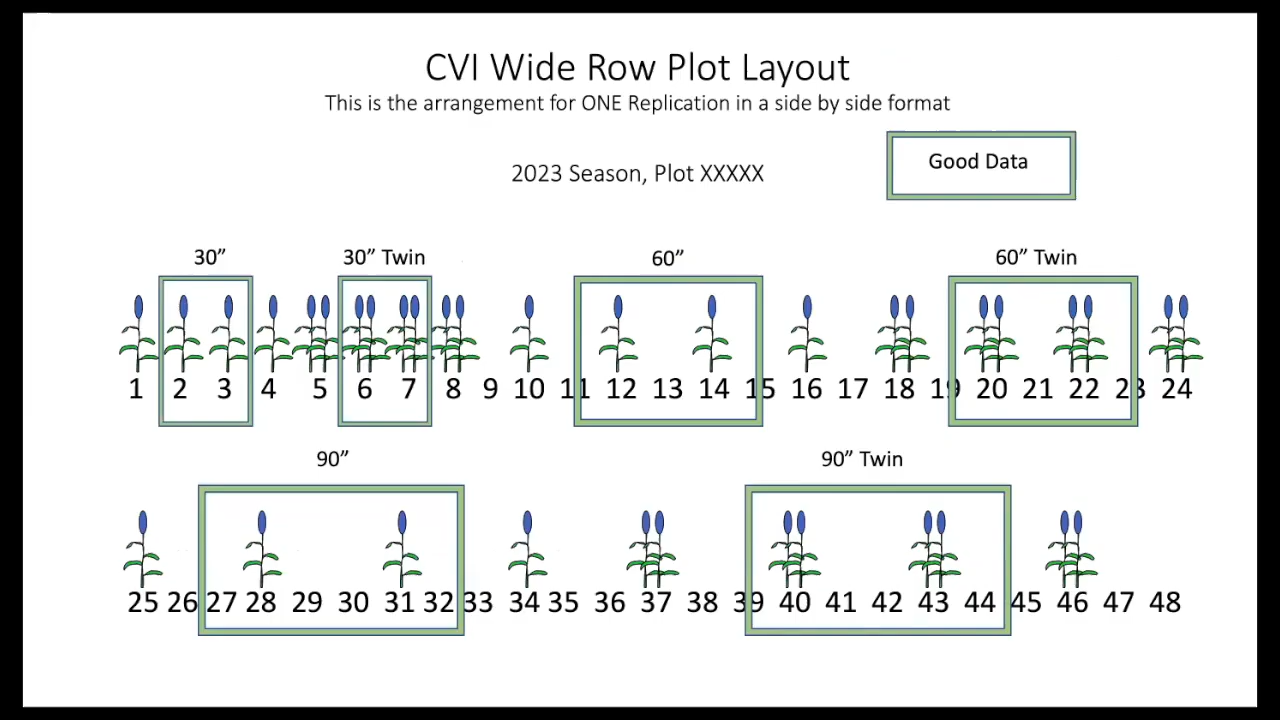 CVI Wide Row Plot Layout
This is the arrangement for ONE Replication in a side by side format
Good Data
2023 Season, Plot XXXXX
30” 30” Twin 60” 60” Twin
1 2 3 4 5 6 7 8 9 10 11 12 13 14 15 16 17 18 19 20 21 22 23 24
90” 90” Twin
25 26 27 28 29 30 31 32 33 34 35 36 37 38 39 40 41 42 43 44 45 46 47 48